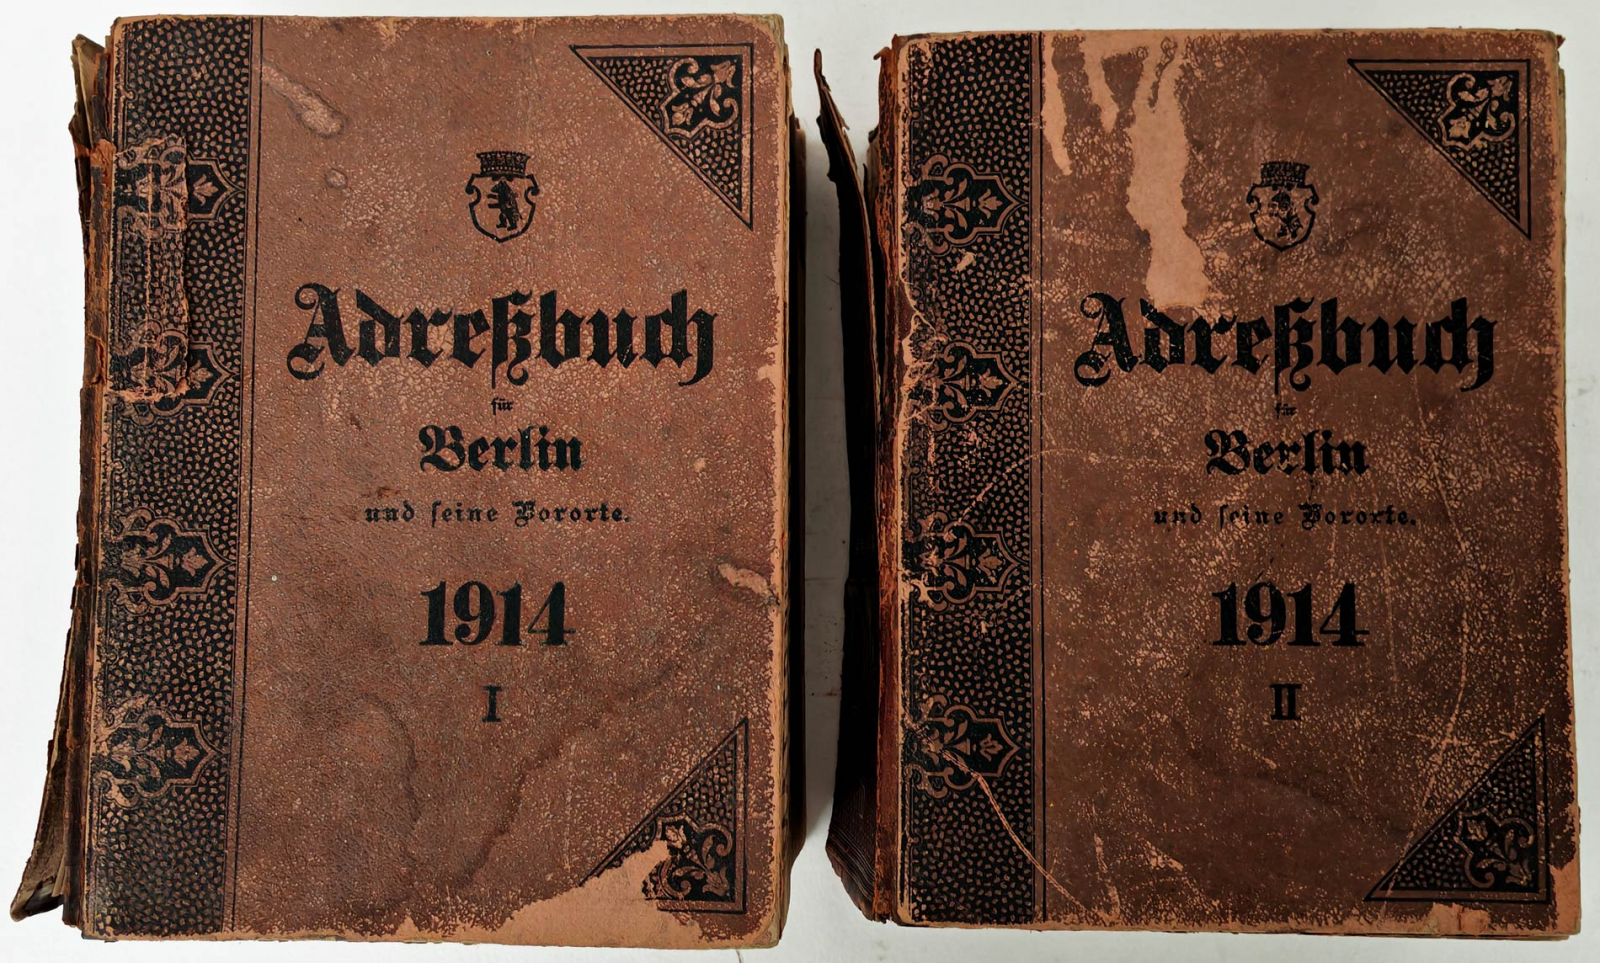 Adreßbuch
für
Berlin
und seine Vororte.
1914
I
Adreßbuch
für
Berlin
und seine Vororte.
1914
II